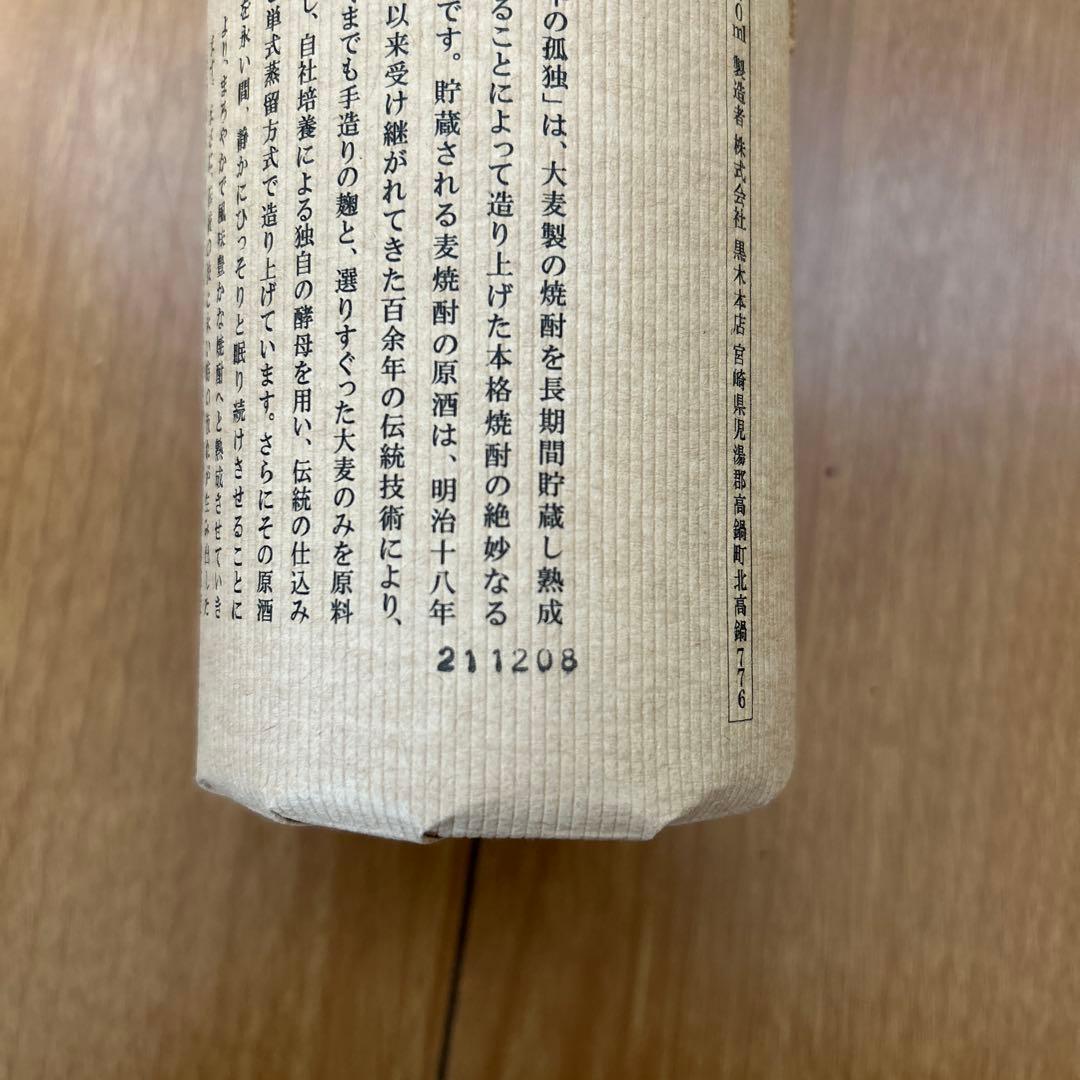 0ml 製造者 株式会社 黒木本店 宮崎県児湯郡高鍋町北高鍋776
の孤独」は、大麦製の焼酎を長期間貯蔵し熟成
ることによって造り上げた本格焼酎の絶妙なる
です。貯蔵される麦焼酎の原酒は、明治十八年
以来受け継がれてきた百余年の伝統技術により、
までも手造りの麹と、選りすぐった大麦のみを原料
し、自社培養による独自の酵母を用い、伝統の仕込み
単式蒸留方式で造り上げています。さらにその原酒
を永い間、静かにひっそりと眠り続けさせることに
より、まろやかで風味豊かな焼酎へと熟成させていき
211208